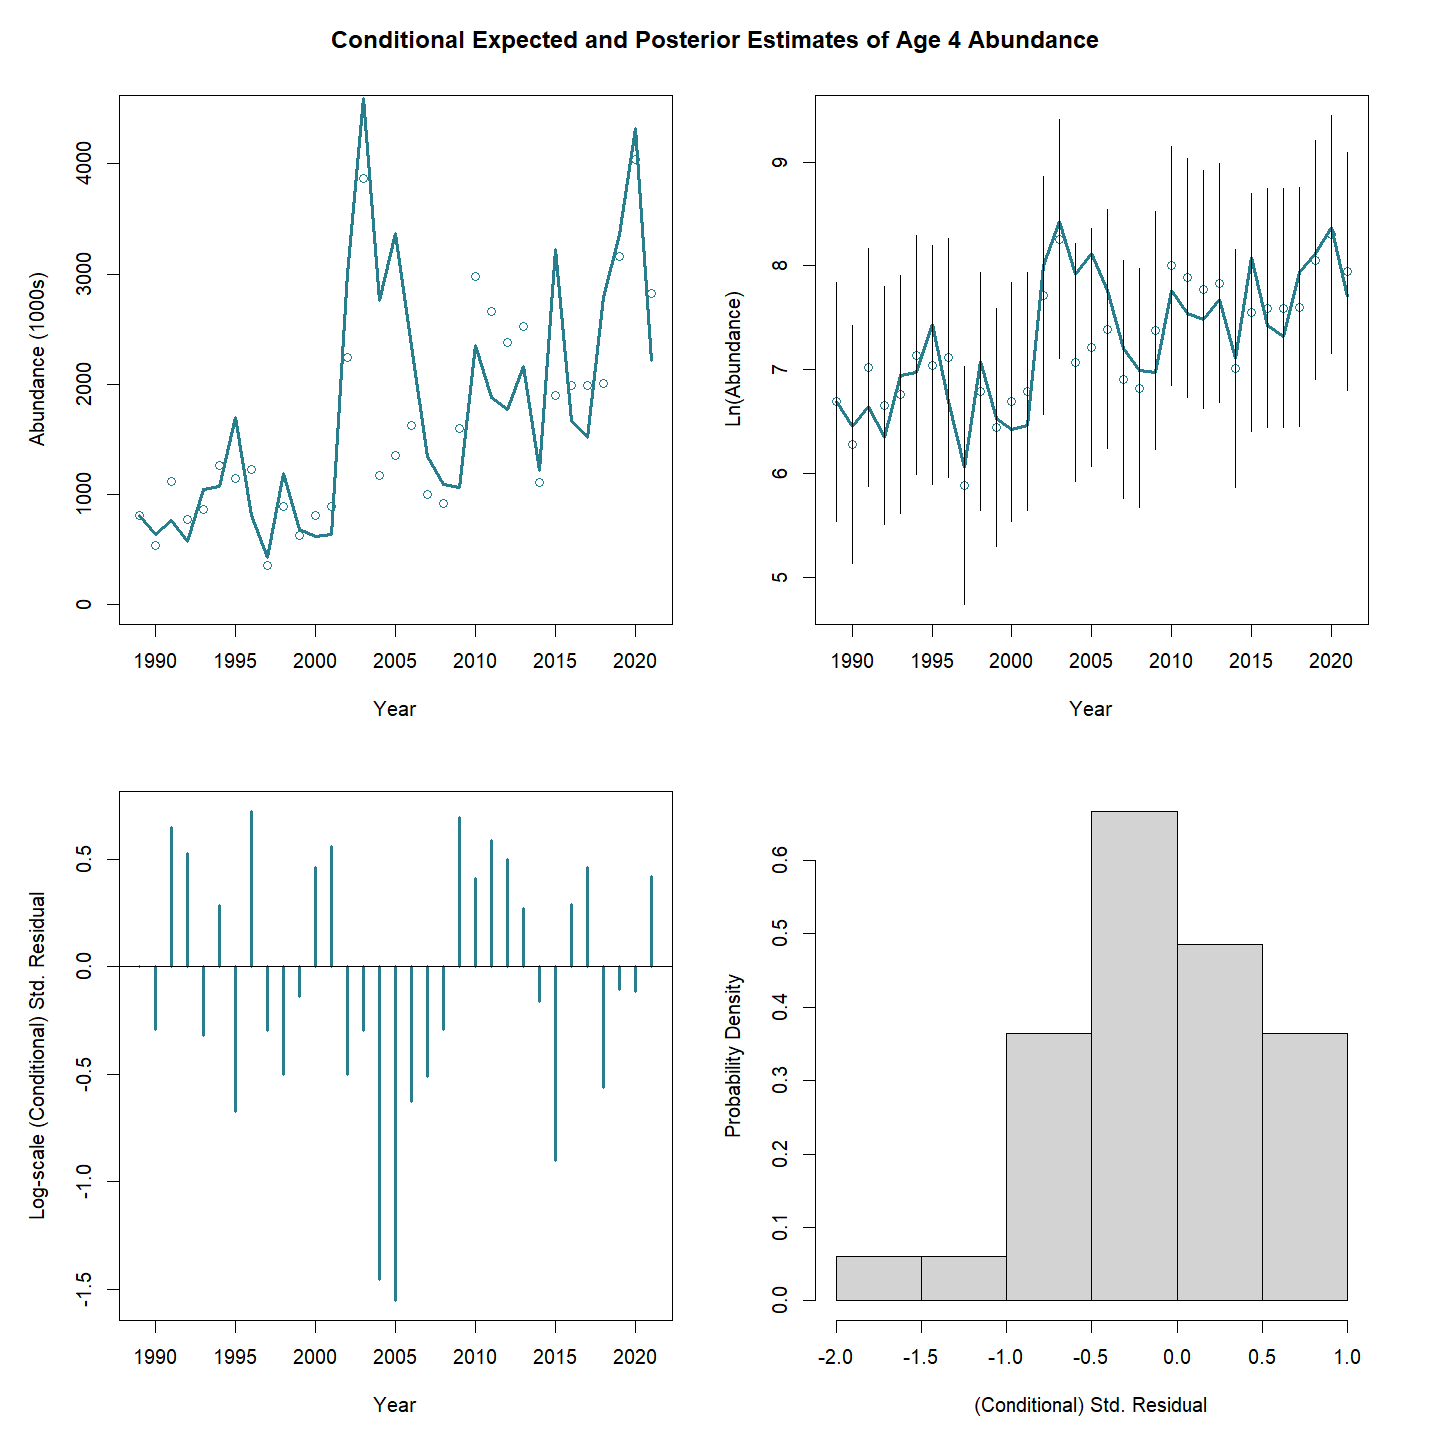 Conditional Expected and Posterior Estimates of Age 4 Abundance
Abundance (1000s)
4000
3000
2000
1000
0
1990 1995 2000 2005 2010 2015 2020
Year
Ln(Abundance)
9
8
7
6
5
1990 1995 2000 2005 2010 2015 2020
Year
Log-scale (Conditional) Std. Residual
0.5
0.0
-0.5
-1.0
-1.5
1990 1995 2000 2005 2010 2015 2020
Year
Probability Density
0.6
0.5
0.4
0.3
0.2
0.1
0.0
-2.0 -1.5 -1.0 -0.5 0.0 0.5 1.0
(Conditional) Std. Residual